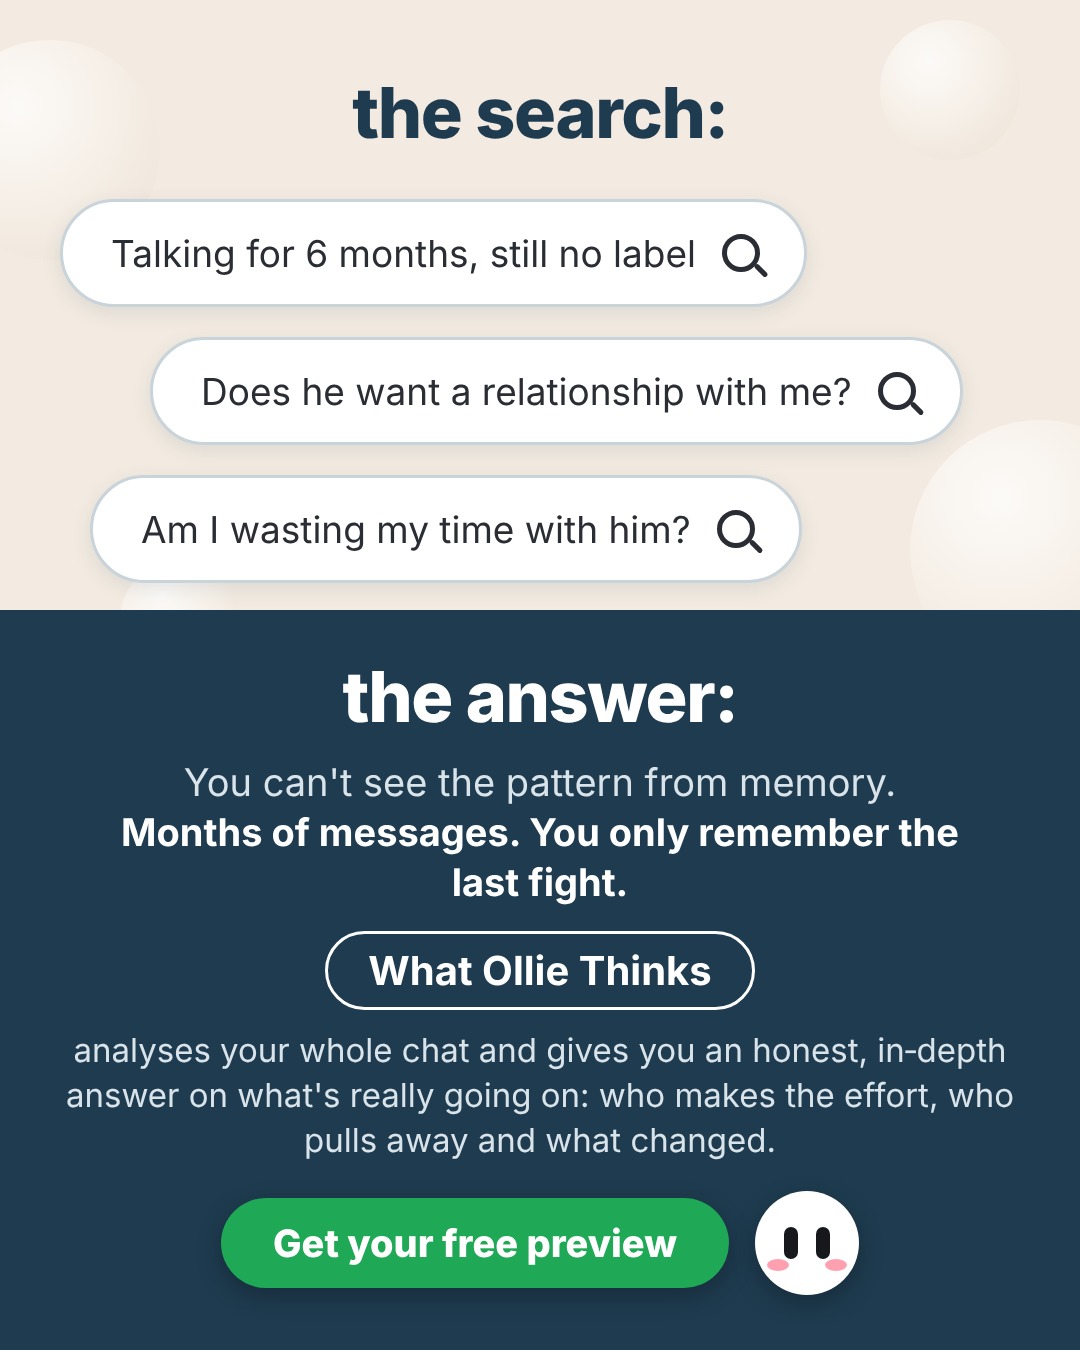 the search:
Talking for 6 months, still no label
Does he want a relationship with me?
Am I wasting my time with him?
the answer:
You can't see the pattern from memory.
Months of messages. You only remember the
last fight.
What Ollie Thinks
analyses your whole chat and gives you an honest, in-depth
answer on what's really going on: who makes the effort, who
pulls away and what changed.
Get your free preview